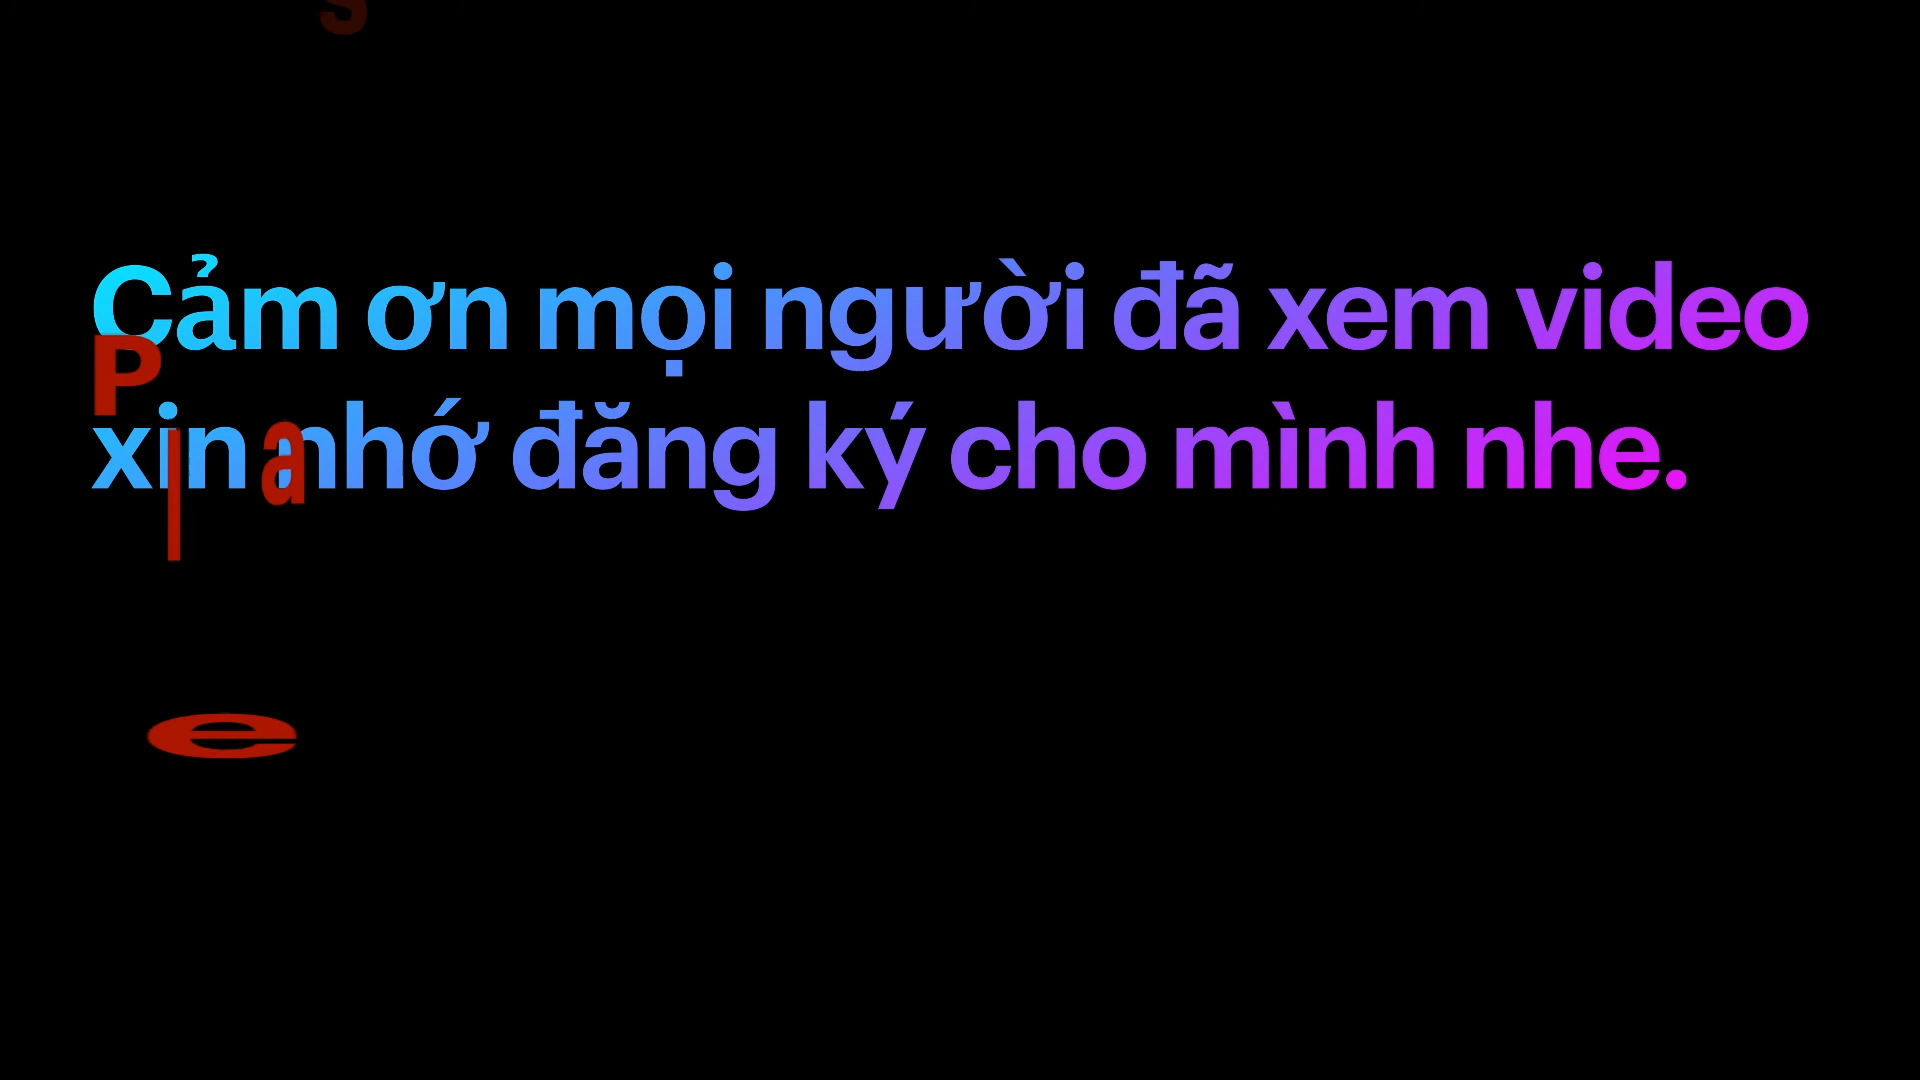 Cảm ơn mọi người đã xem video
xin nhớ đăng ký cho mình nhe.
P
l
e
a
s